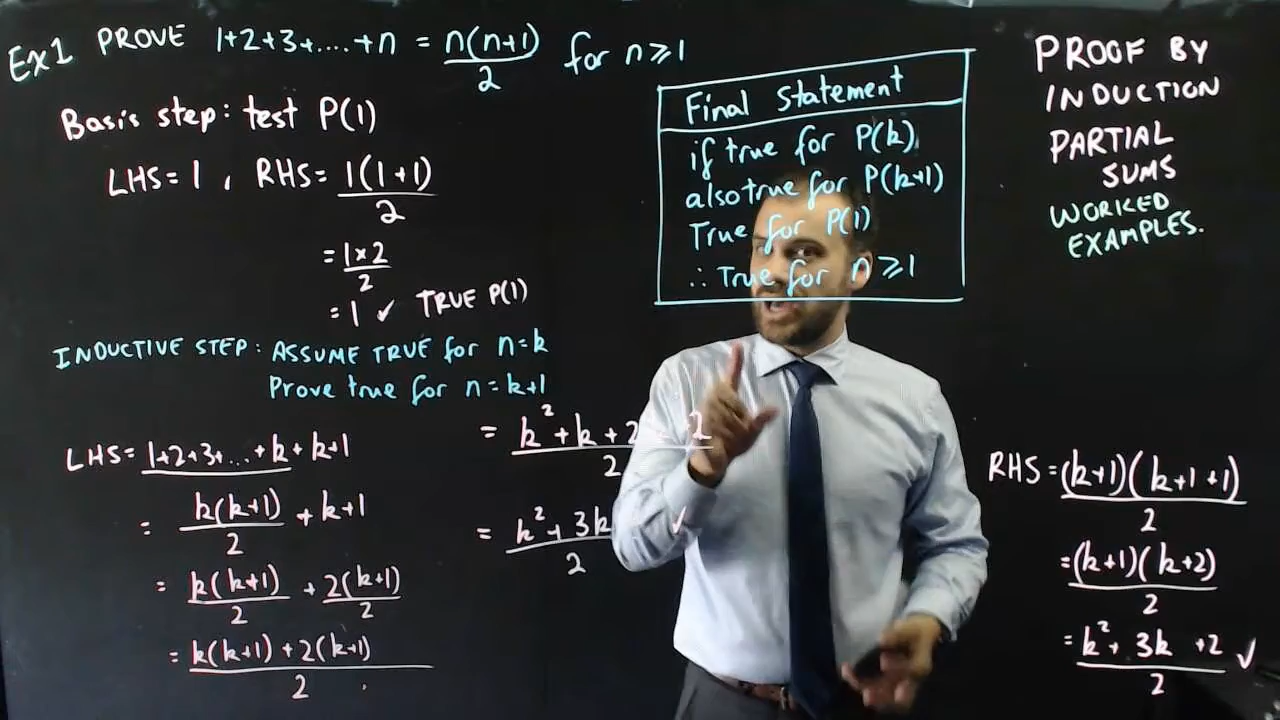 Ex1 PROVE 1+2+3+....+n = n(n+1)/2 for n≥1
Basis step: test P(1)
LHS=1, RHS= 1(1+1)/2
= 1×2/2
= 1 ✓ TRUE P(1)
INDUCTIVE STEP: ASSUME TRUE for n=k
Prove true for n=k+1
LHS= 1+2+3+...+k+k+1
= k(k+1)/2 + k+1
= k(k+1)/2 + 2(k+1)/2
= k(k+1)+2(k+1)/2
= k²+k+2 2/2
= k²+3k /2 ✓
Final Statement
if true for P(k)
also true for P(k+1)
True for P(1)
∴ True for n≥1
PROOF BY
INDUCTION
PARTIAL
SUMS
WORKED
EXAMPLES.
RHS= (k+1)(k+1+1)/2
= (k+1)(k+2)/2
= k²+3k+2/2 ✓